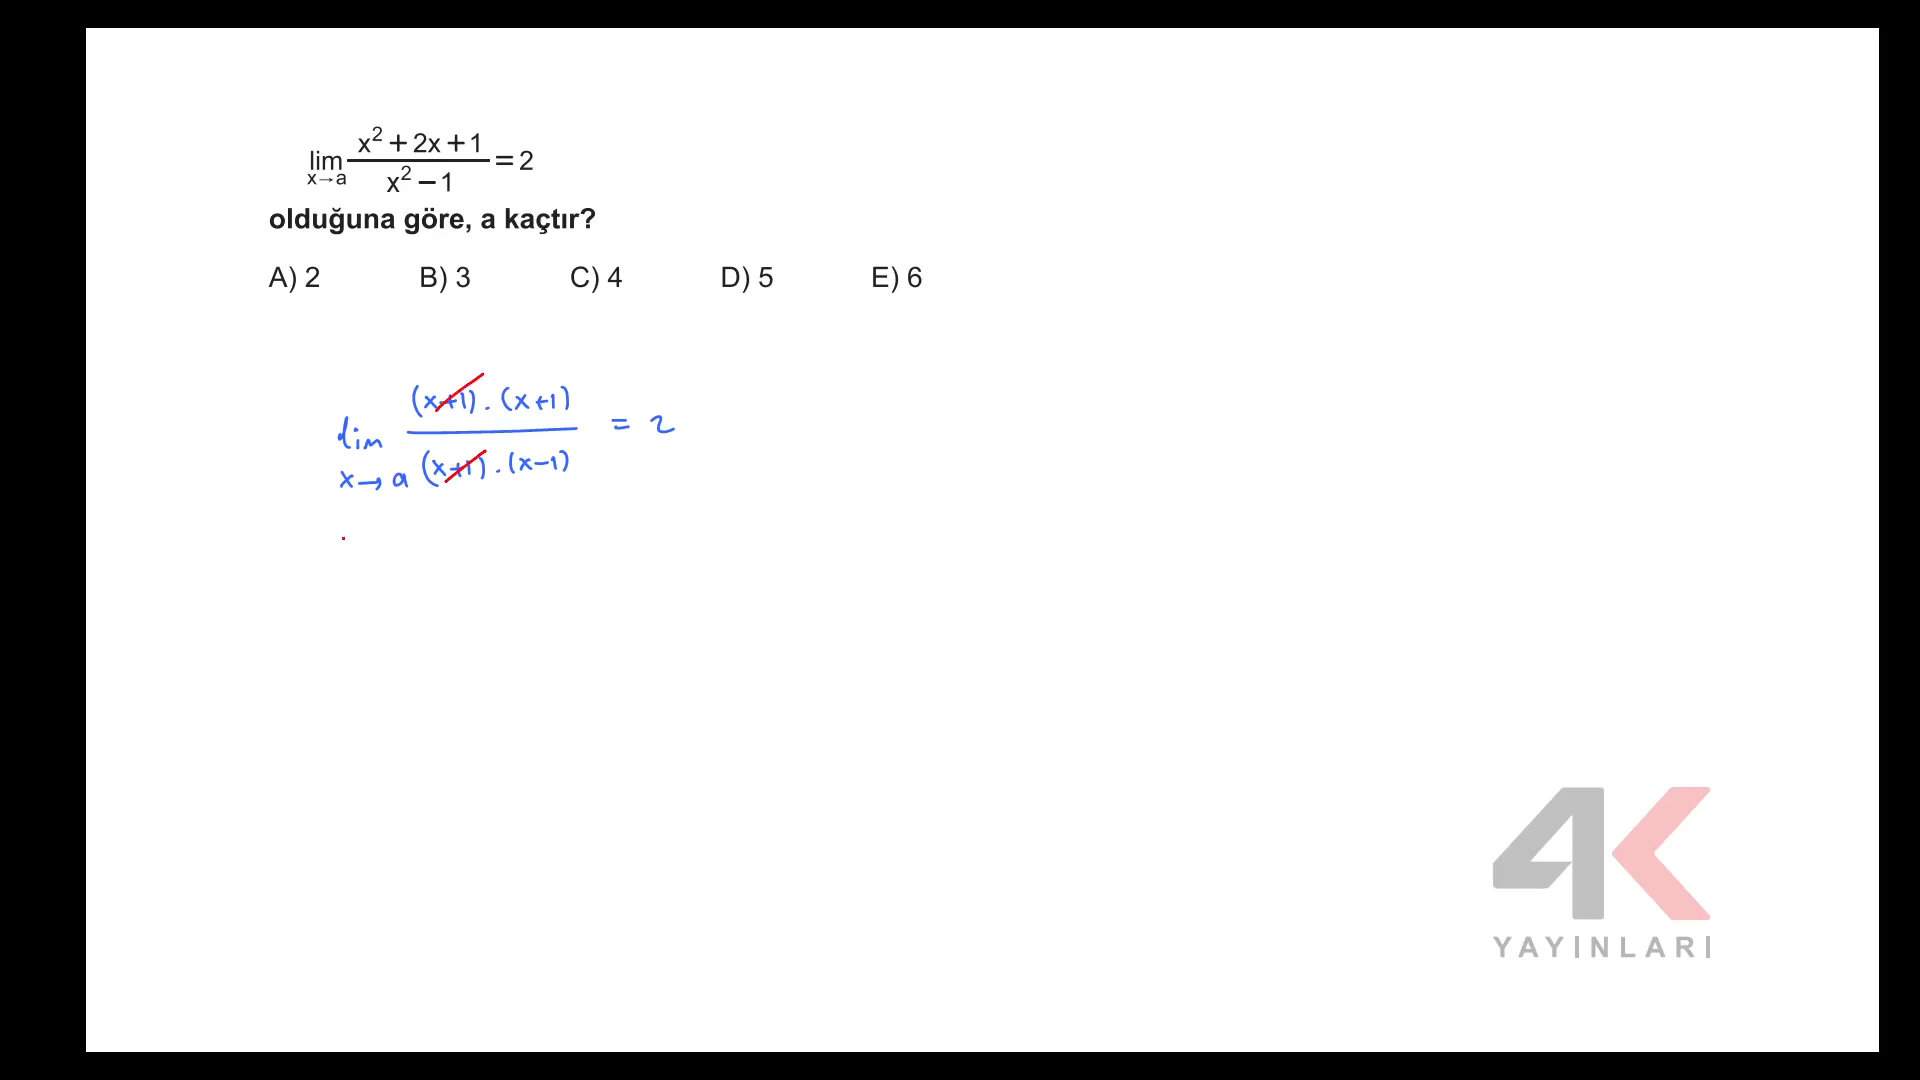 lim x→a x² + 2x + 1 / x² − 1 = 2
olduğuna göre, a kaçtır?
A) 2 B) 3 C) 4 D) 5 E) 6
lim x→a (x+1) . (x+1) / (x+1) . (x−1) = 2
4K
YAYINLARI